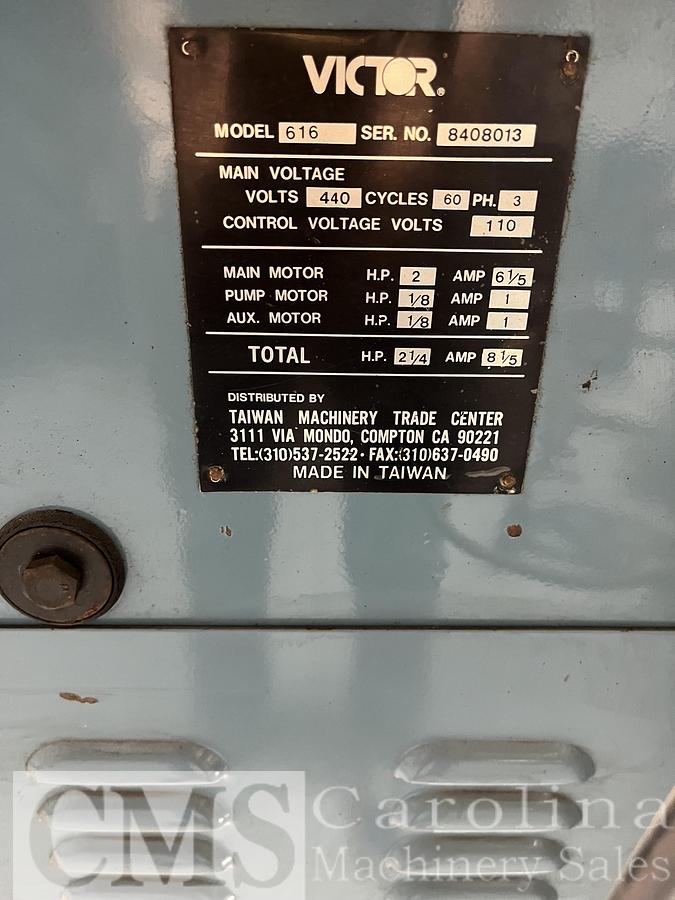 VICTOR®
MODEL 616 SER. NO. 8408013
MAIN VOLTAGE
VOLTS 440 CYCLES 60 PH. 3
CONTROL VOLTAGE VOLTS 110
MAIN MOTOR H.P. 2 AMP 6 1/5
PUMP MOTOR H.P. 1/8 AMP 1
AUX. MOTOR H.P. 1/8 AMP 1
TOTAL H.P. 2 1/4 AMP 8 1/5
DISTRIBUTED BY
TAIWAN MACHINERY TRADE CENTER
3111 VIA MONDO, COMPTON CA 90221
TEL:(310)537-2522 · FAX:(310)637-0490
MADE IN TAIWAN
CMS Carolina
Machinery Sales